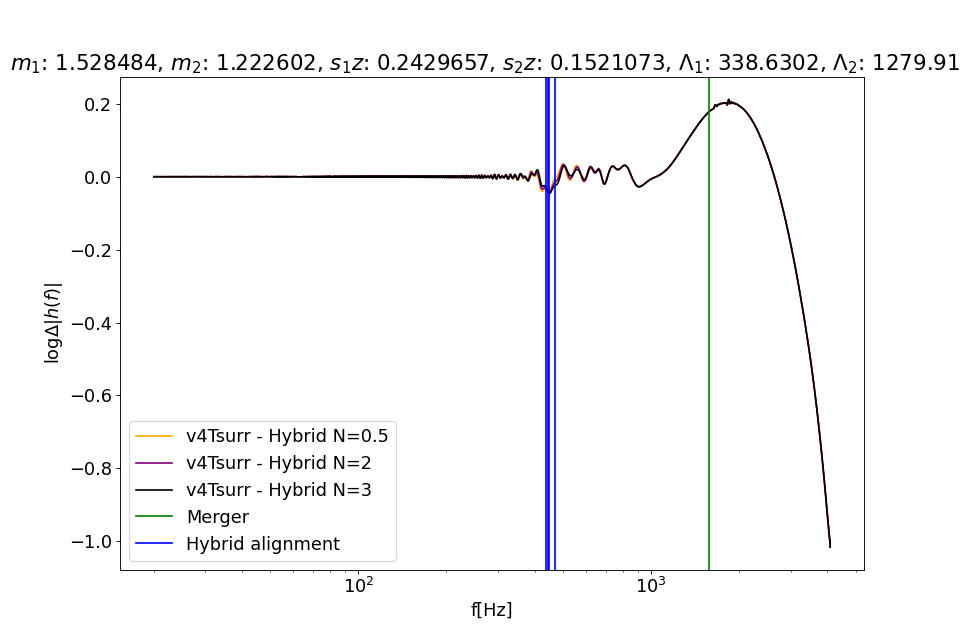 m₁: 1.528484, m₂: 1.222602, s₁z: 0.2429657, s₂z: 0.1521073, Λ₁: 338.6302, Λ₂: 1279.91
0.2
0.0
−0.2
−0.4
−0.6
−0.8
−1.0
logΔ|h(f)|
v4Tsurr - Hybrid N=0.5
v4Tsurr - Hybrid N=2
v4Tsurr - Hybrid N=3
Merger
Hybrid alignment
10² 10³
f[Hz]